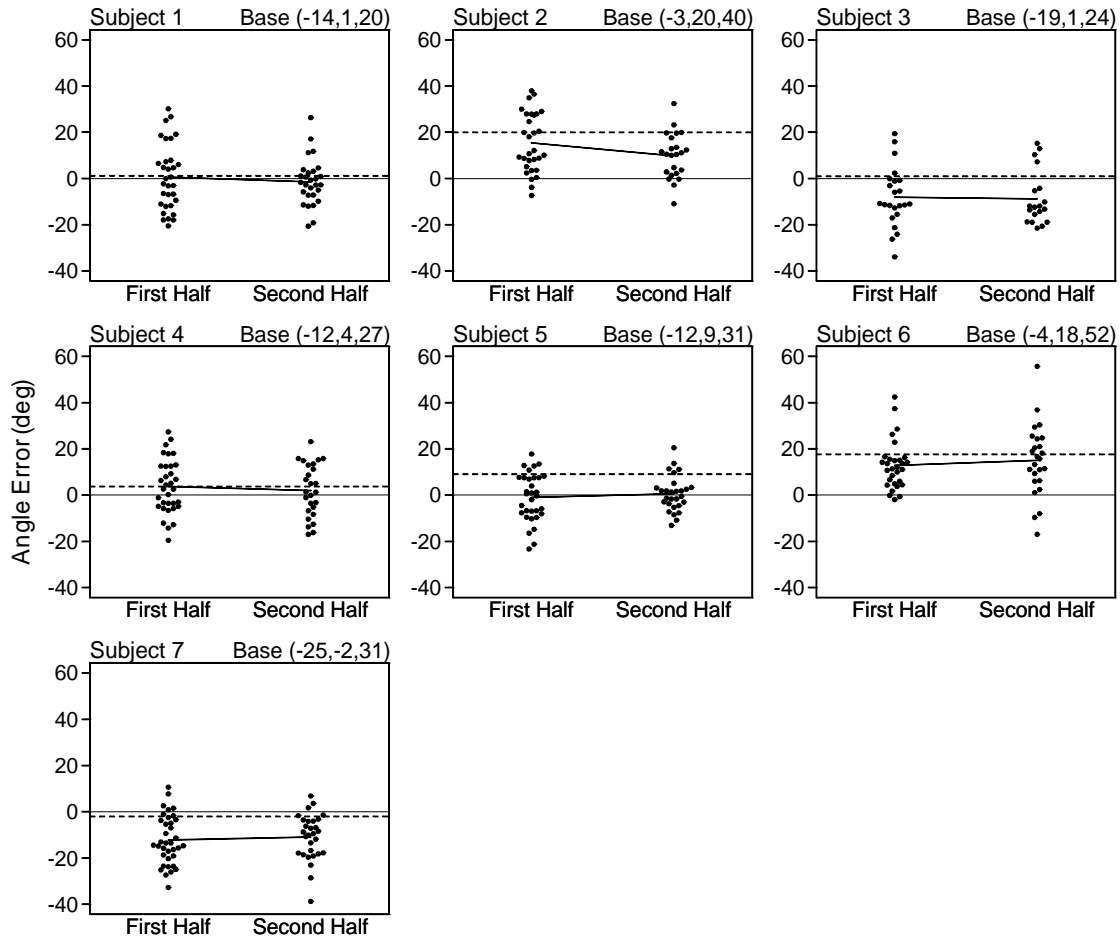 Subject 1 Base (-14,1,20)
60
40
20
0
-20
-40
First Half Second Half
Subject 2 Base (-3,20,40)
60
40
20
0
-20
-40
First Half Second Half
Subject 3 Base (-19,1,24)
60
40
20
0
-20
-40
First Half Second Half
Angle Error (deg)
Subject 4 Base (-12,4,27)
60
40
20
0
-20
-40
First Half Second Half
Subject 5 Base (-12,9,31)
60
40
20
0
-20
-40
First Half Second Half
Subject 6 Base (-4,18,52)
60
40
20
0
-20
-40
First Half Second Half
Subject 7 Base (-25,-2,31)
60
40
20
0
-20
-40
First Half Second Half